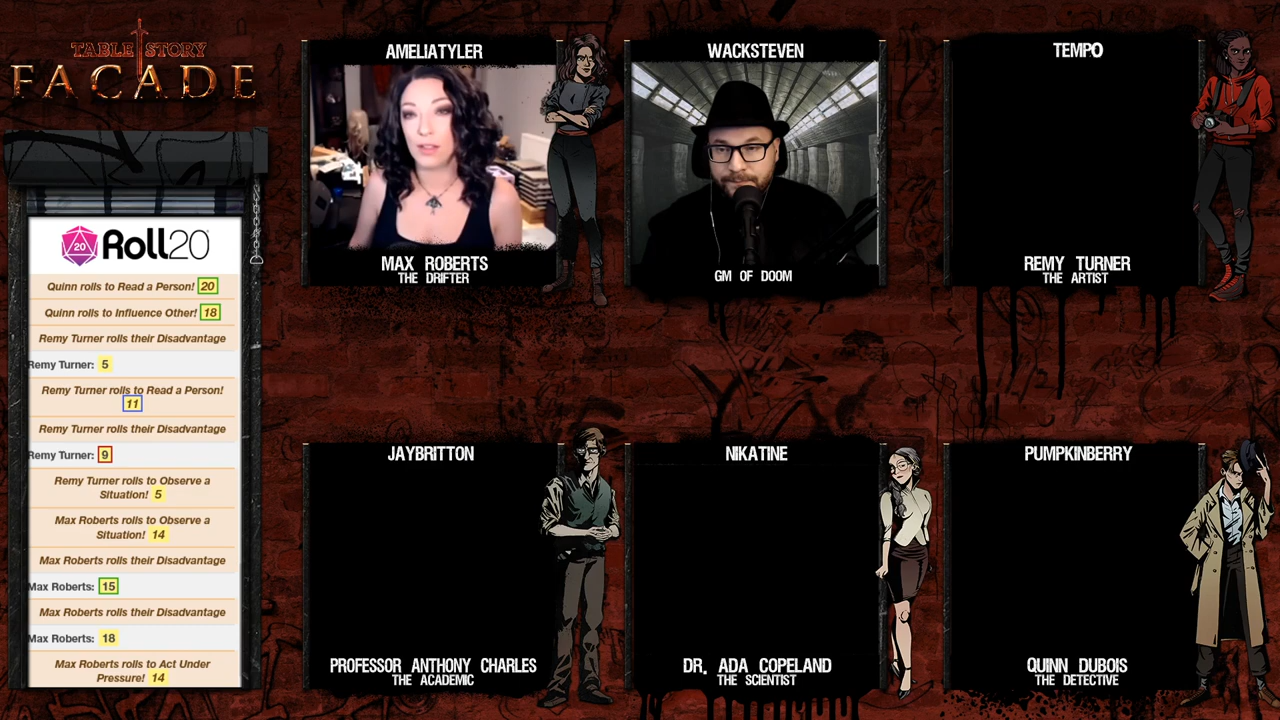 TABLE STORY
FACADE
Roll20
20
Quinn rolls to Read a Person! 20
Quinn rolls to Influence Other! 18
Remy Turner rolls their Disadvantage
Remy Turner: 5
Remy Turner rolls to Read a Person!
11
Remy Turner rolls their Disadvantage
Remy Turner: 9
Remy Turner rolls to Observe a
Situation! 5
Max Roberts rolls to Observe a
Situation! 14
Max Roberts rolls their Disadvantage
Max Roberts: 15
Max Roberts rolls their Disadvantage
Max Roberts: 18
Max Roberts rolls to Act Under
Pressure! 14
AMELIATYLER
MAX ROBERTS
THE DRIFTER
WACKSTEVEN
GM OF DOOM
TEMPO
REMY TURNER
THE ARTIST
JAYBRITTON
PROFESSOR ANTHONY CHARLES
THE ACADEMIC
NIKATINE
DR. ADA COPELAND
THE SCIENTIST
PUMPKINBERRY
QUINN DUBOIS
THE DETECTIVE